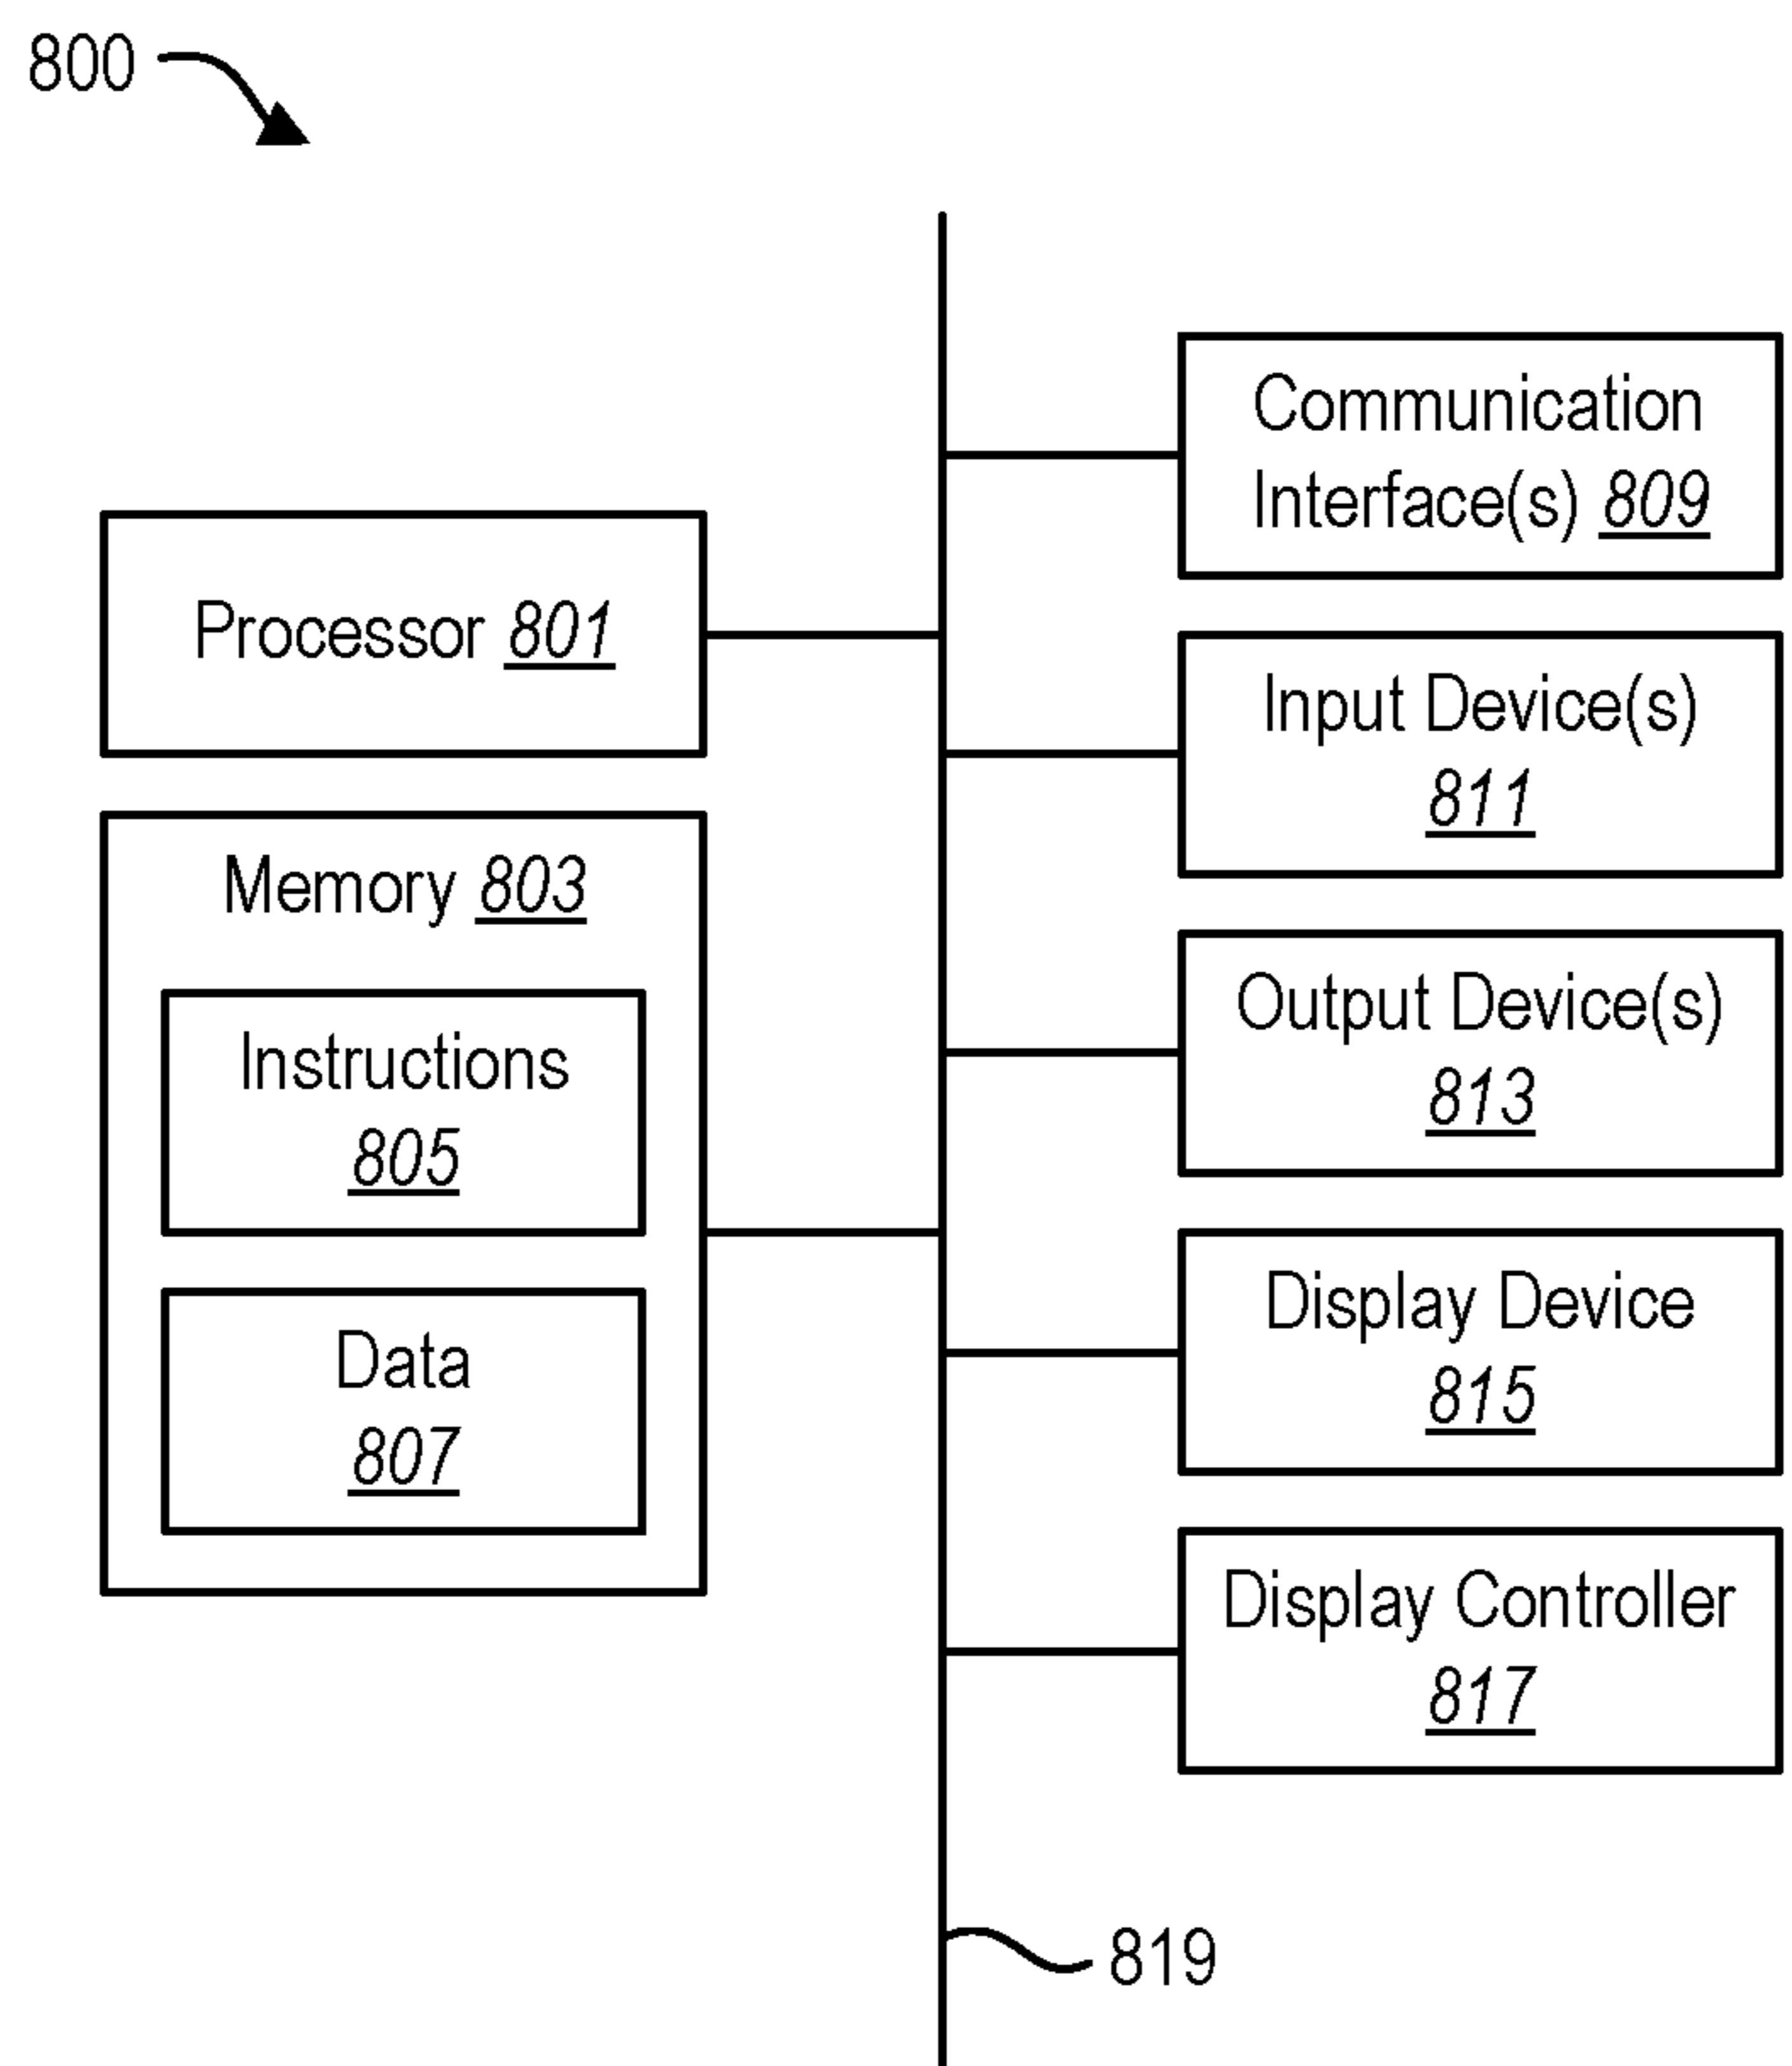 800
Processor 801
Memory 803
Instructions
805
Data
807
Communication
Interface(s) 809
Input Device(s)
811
Output Device(s)
813
Display Device
815
Display Controller
817
819